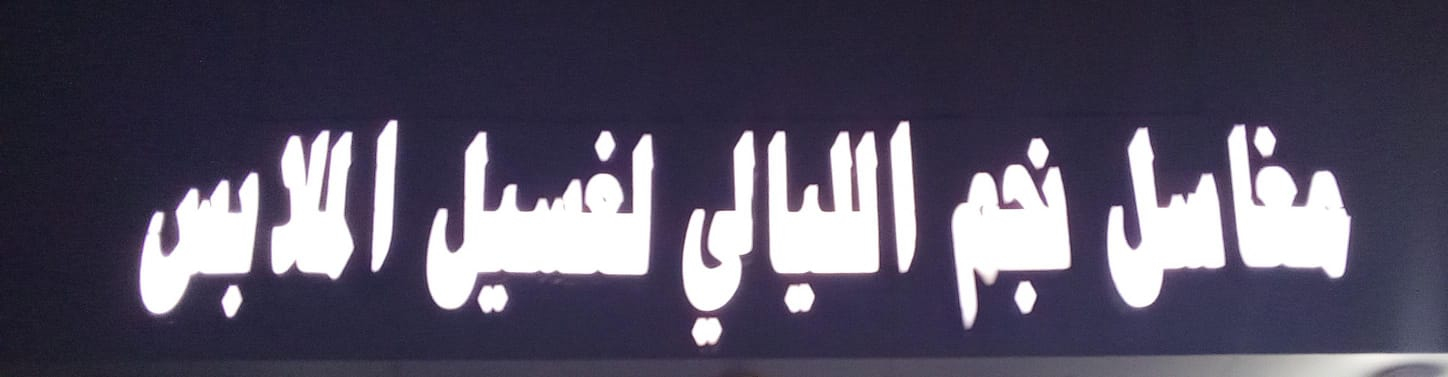 مغاسل نجم الليالي لغسيل الملابس